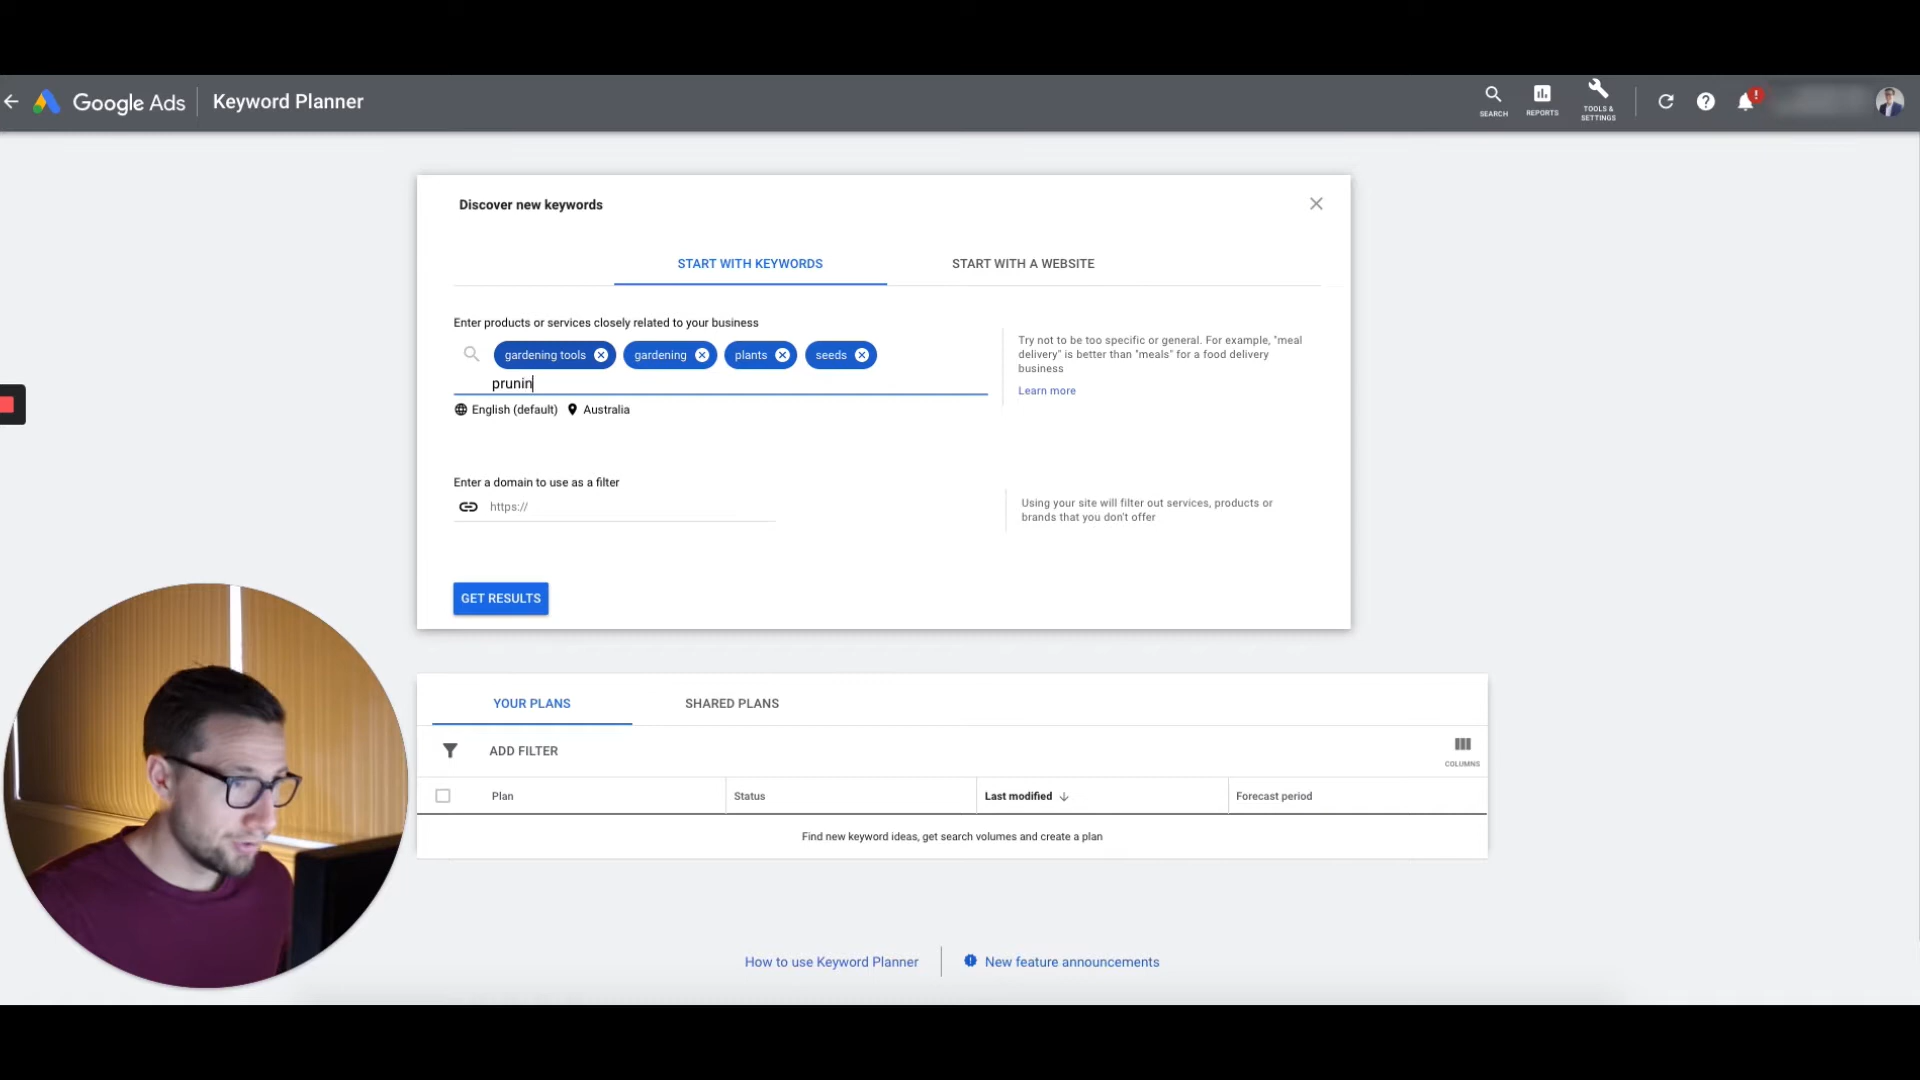 Google Ads Keyword Planner
SEARCH
REPORTS
TOOLS &
SETTINGS
!
Discover new keywords
START WITH KEYWORDS START WITH A WEBSITE
Enter products or services closely related to your business
gardening tools gardening plants seeds
prunin
English (default) Australia
Try not to be too specific or general. For example, "meal
delivery" is better than "meals" for a food delivery
business
Learn more
Enter a domain to use as a filter
https://
Using your site will filter out services, products or
brands that you don't offer
GET RESULTS
YOUR PLANS SHARED PLANS
ADD FILTER
COLUMNS
Plan Status Last modified Forecast period
Find new keyword ideas, get search volumes and create a plan
How to use Keyword Planner New feature announcements